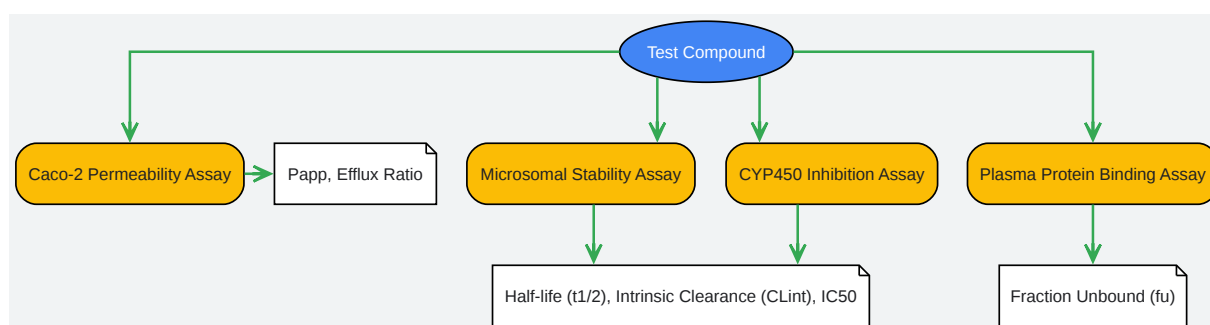 Test Compound
Caco-2 Permeability Assay
Papp, Efflux Ratio
Microsomal Stability Assay
CYP450 Inhibition Assay
Plasma Protein Binding Assay
Half-life (t1/2), Intrinsic Clearance (CLint), IC50
Fraction Unbound (fu)